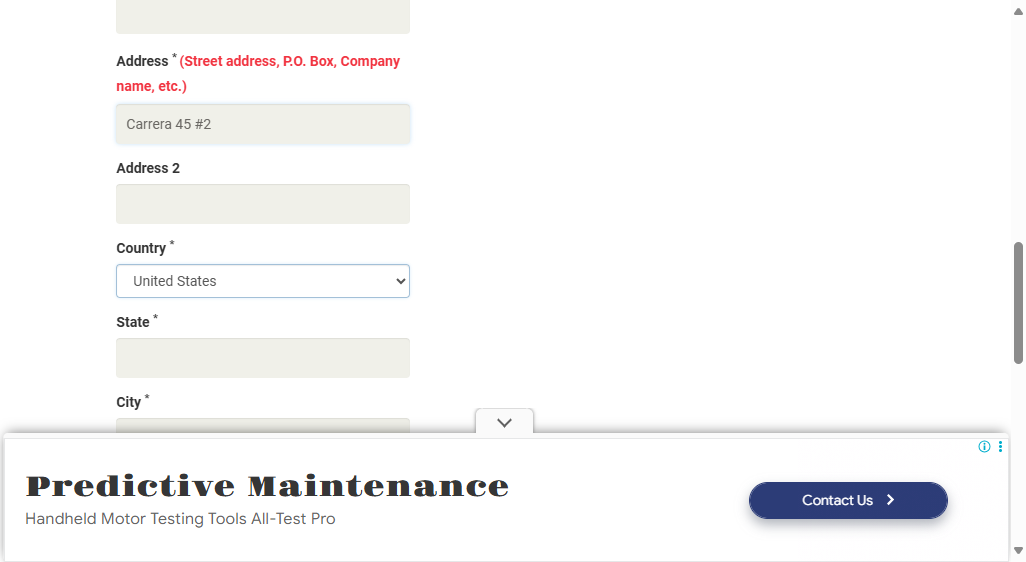 Address * (Street address, P.O. Box, Company
name, etc.)
Carrera 45 #2
Address 2
Country *
United States
State *
City *
Predictive Maintenance
Handheld Motor Testing Tools All-Test Pro
Contact Us